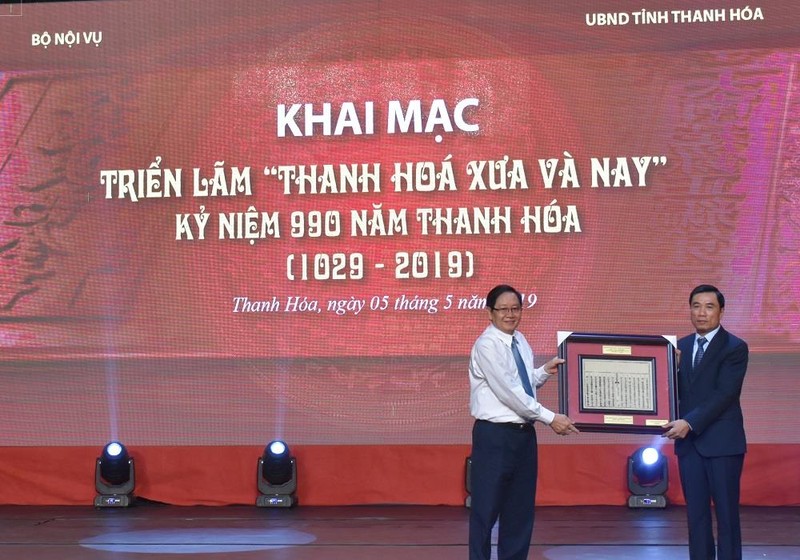 BỘ NỘI VỤ
UBND TỈNH THANH HÓA
KHAI MẠC
TRIỂN LÃM “THANH HOÁ XƯA VÀ NAY”
KỶ NIỆM 990 NĂM THANH HÓA
(1029 - 2019)
Thanh Hóa, ngày 05 tháng 5 năm 19